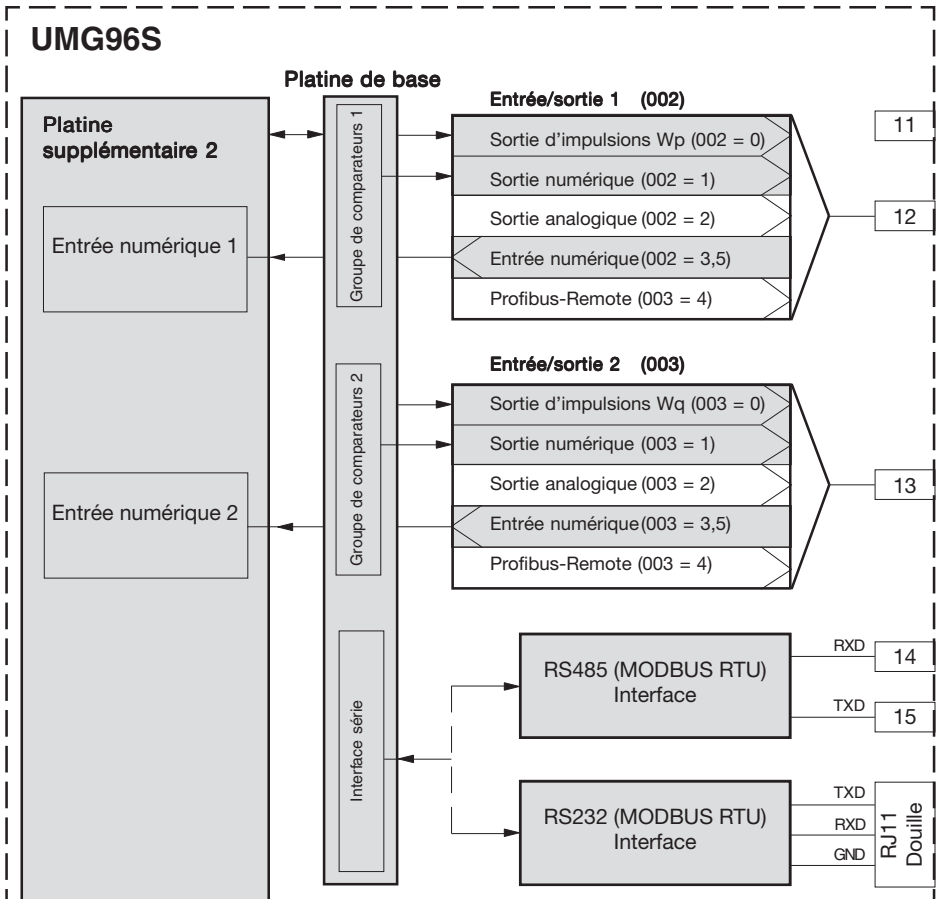 UMG96S
Platine de base
Platine
supplémentaire 2
Entrée numérique 1
Entrée numérique 2
Groupe de comparateurs 1
Groupe de comparateurs 2
Interface série
Entrée/sortie 1 (002)
Sortie d'impulsions Wp (002 = 0)
Sortie numérique (002 = 1)
Sortie analogique (002 = 2)
Entrée numérique (002 = 3,5)
Profibus-Remote (003 = 4)
11
12
Entrée/sortie 2 (003)
Sortie d'impulsions Wq (003 = 0)
Sortie numérique (003 = 1)
Sortie analogique (003 = 2)
Entrée numérique (003 = 3,5)
Profibus-Remote (003 = 4)
13
RS485 (MODBUS RTU)
Interface
RXD
14
TXD
15
RS232 (MODBUS RTU)
Interface
TXD
RXD
GND
RJ11
Douille